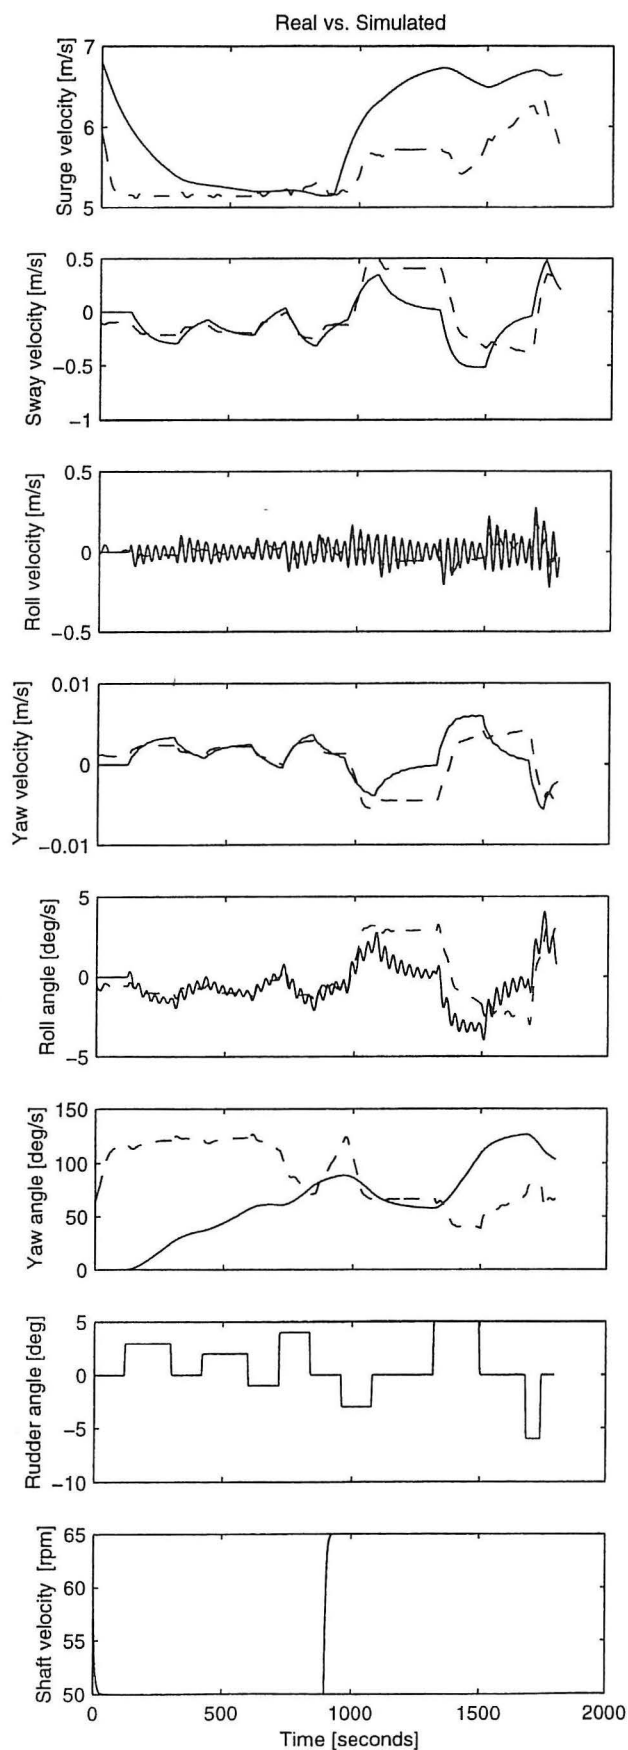 Real vs. Simulated
7
6
5
Surge velocity [m/s]
0.5
0
−0.5
−1
Sway velocity [m/s]
0.5
0
−0.5
Roll velocity [m/s]
0.01
0
−0.01
Yaw velocity [m/s]
5
0
−5
Roll angle [deg/s]
150
100
50
0
Yaw angle [deg/s]
5
0
−5
−10
Rudder angle [deg]
65
60
55
50
Shaft velocity [rpm]
0 500 1000 1500 2000
Time [seconds]